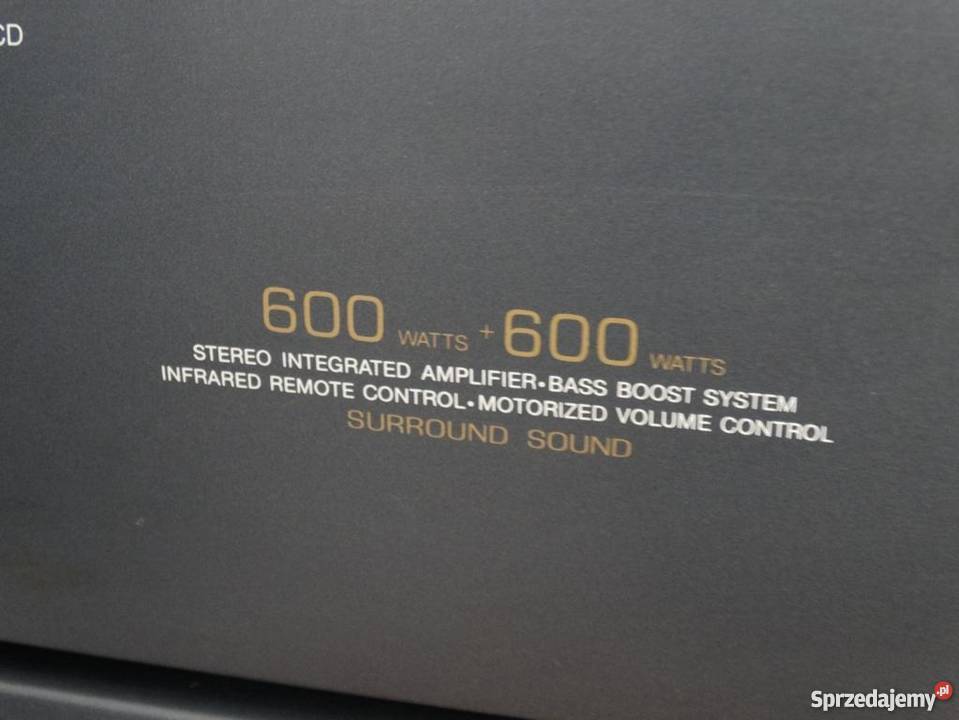 CD
600 WATTS + 600 WATTS
STEREO INTEGRATED AMPLIFIER•BASS BOOST SYSTEM
INFRARED REMOTE CONTROL•MOTORIZED VOLUME CONTROL
SURROUND SOUND
Sprzedajemy.pl